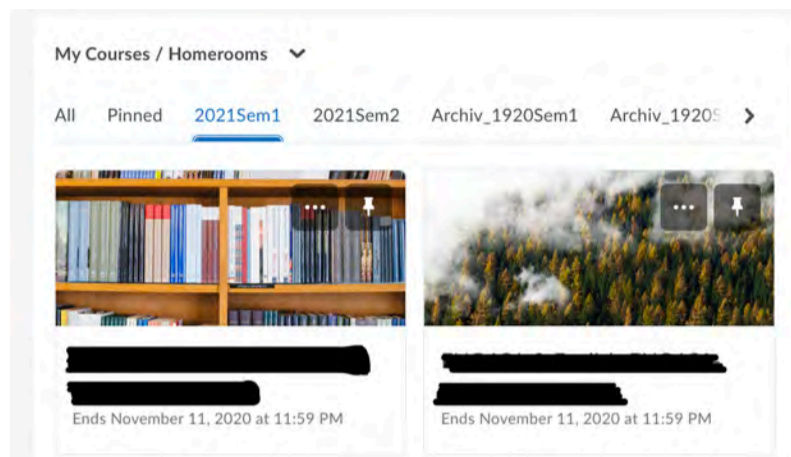 My Courses / Homerooms
All Pinned 2021Sem1 2021Sem2 Archiv_1920Sem1 Archiv_1920S
Ends November 11, 2020 at 11:59 PM
Ends November 11, 2020 at 11:59 PM